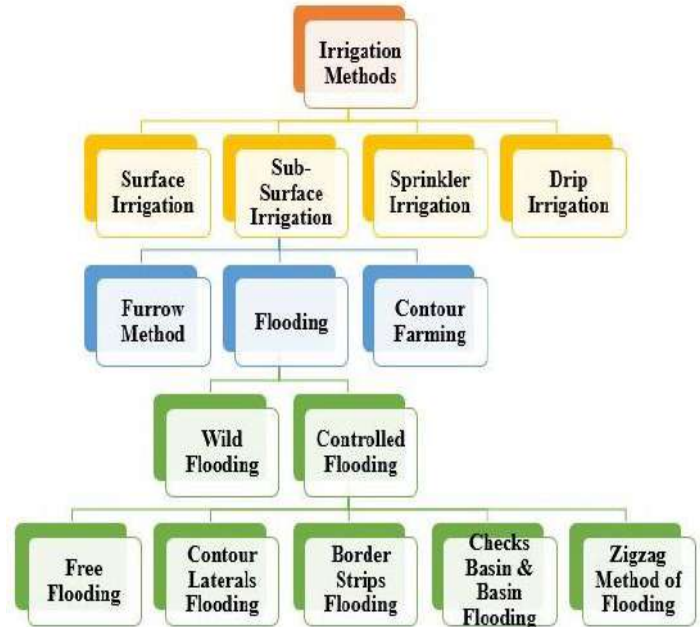 Irrigation
Methods
Surface
Irrigation
Sub-
Surface
Irrigation
Sprinkler
Irrigation
Drip
Irrigation
Furrow
Method
Flooding
Contour
Farming
Wild
Flooding
Controlled
Flooding
Free
Flooding
Contour
Laterals
Flooding
Border
Strips
Flooding
Checks
Basin &
Basin
Flooding
Zigzag
Method of
Flooding